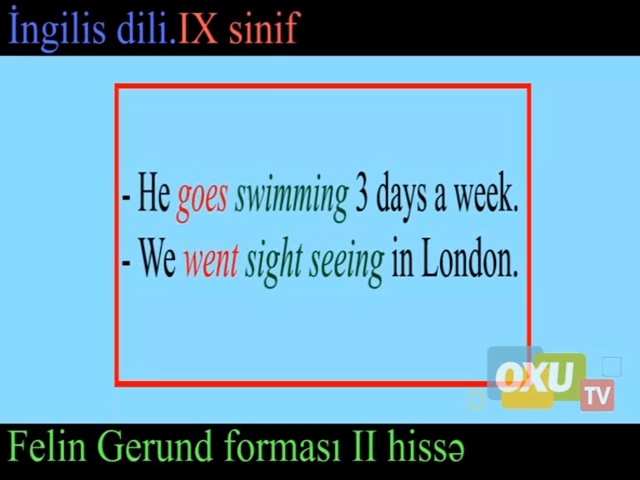 İngilis dili.IX sinif
- He goes swimming 3 days a week.
- We went sight seeing in London.
OXU
TV
Felin Gerund forması II hissə